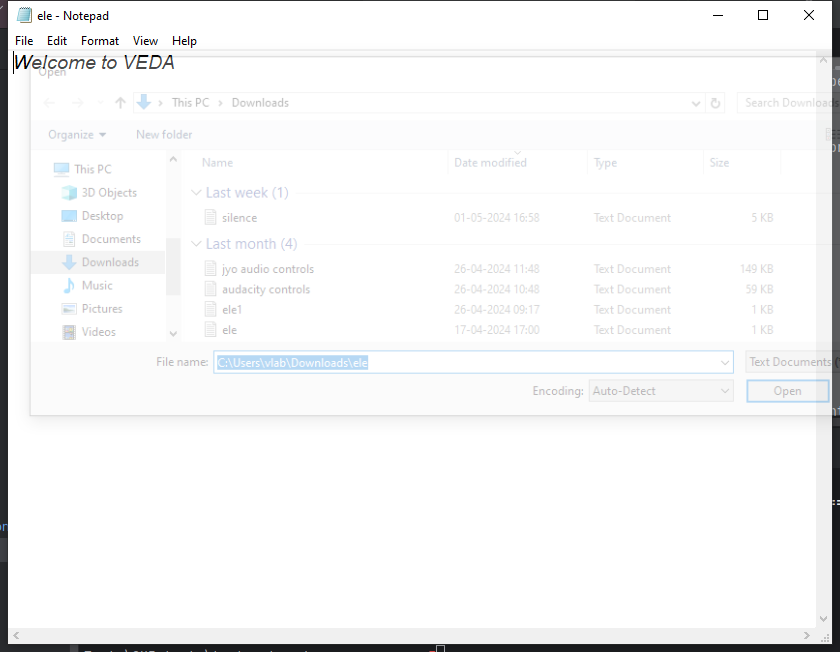 ele - Notepad
File Edit Format View Help
Welcome to VEDA
Open
This PC > Downloads
Search Downloads
Organize New folder
This PC
3D Objects
Desktop
Documents
Downloads
Music
Pictures
Videos
Name Date modified Type Size
Last week (1)
silence 01-05-2024 16:58 Text Document 5 KB
Last month (4)
jyo audio controls 26-04-2024 11:48 Text Document 149 KB
audacity controls 26-04-2024 10:48 Text Document 59 KB
ele1 26-04-2024 09:17 Text Document 1 KB
ele 17-04-2024 17:00 Text Document 1 KB
File name: C:\Users\vlab\Downloads\ele Text Documents (
Encoding: Auto-Detect Open